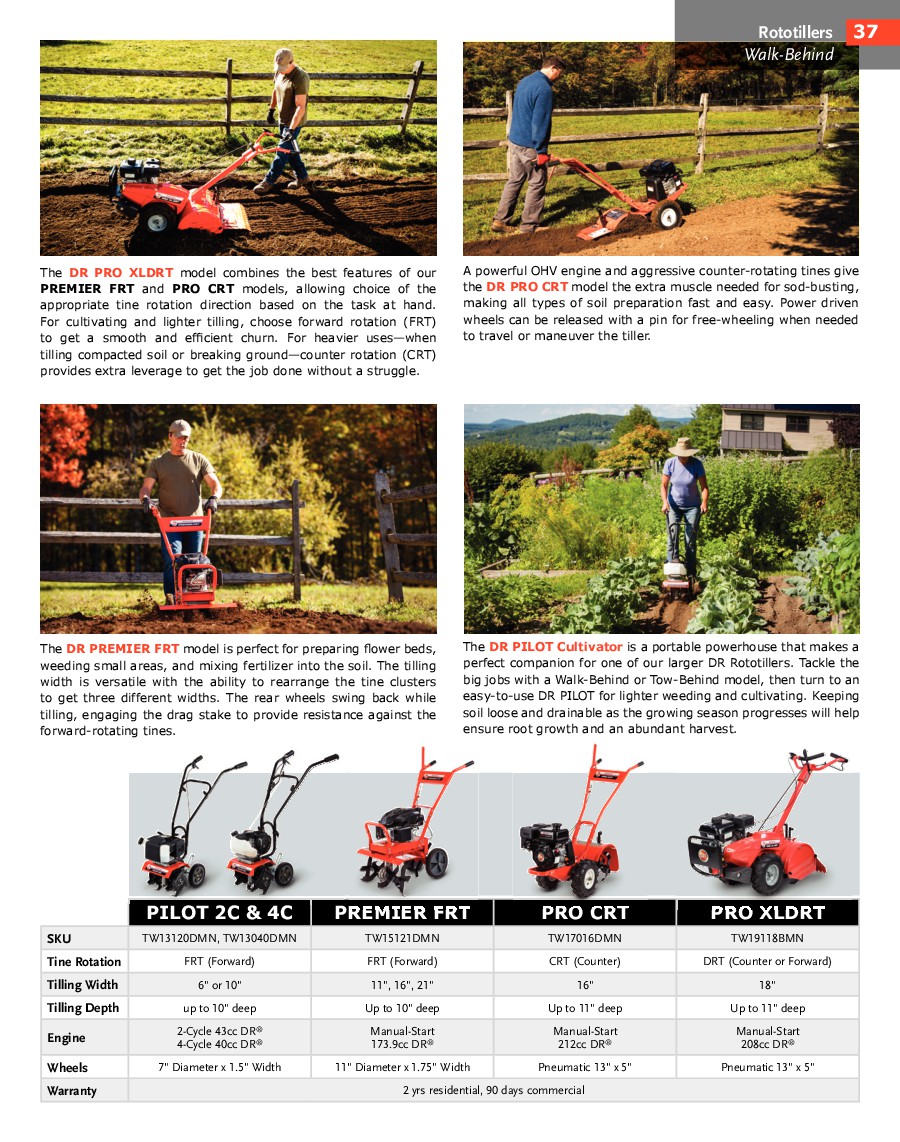 Rototillers 37
Walk-Behind
The DR PRO XLDRT model combines the best features of our
PREMIER FRT and PRO CRT models, allowing choice of the
appropriate tine rotation direction based on the task at hand.
For cultivating and lighter tilling, choose forward rotation (FRT)
to get a smooth and efficient churn. For heavier uses—when
tilling compacted soil or breaking ground—counter rotation (CRT)
provides extra leverage to get the job done without a struggle.
A powerful OHV engine and aggressive counter-rotating tines give
the DR PRO CRT model the extra muscle needed for sod-busting,
making all types of soil preparation fast and easy. Power driven
wheels can be released with a pin for free-wheeling when needed
to travel or maneuver the tiller.
The DR PREMIER FRT model is perfect for preparing flower beds,
weeding small areas, and mixing fertilizer into the soil. The tilling
width is versatile with the ability to rearrange the tine clusters
to get three different widths. The rear wheels swing back while
tilling, engaging the drag stake to provide resistance against the
forward-rotating tines.
The DR PILOT Cultivator is a portable powerhouse that makes a
perfect companion for one of our larger DR Rototillers. Tackle the
big jobs with a Walk-Behind or Tow-Behind model, then turn to an
easy-to-use DR PILOT for lighter weeding and cultivating. Keeping
soil loose and drainable as the growing season progresses will help
ensure root growth and an abundant harvest.
PILOT 2C & 4C PREMIER FRT PRO CRT PRO XLDRT
SKU TW13120DMN, TW13040DMN TW15121DMN TW17016DMN TW19118BMN
Tine Rotation FRT (Forward) FRT (Forward) CRT (Counter) DRT (Counter or Forward)
Tilling Width 6" or 10" 11", 16", 21" 16" 18"
Tilling Depth up to 10" deep Up to 10" deep Up to 11" deep Up to 11" deep
Engine 2-Cycle 43cc DR® Manual-Start Manual-Start Manual-Start
4-Cycle 40cc DR® 173.9cc DR® 212cc DR® 208cc DR®
Wheels 7" Diameter x 1.5" Width 11" Diameter x 1.75" Width Pneumatic 13" x 5" Pneumatic 13" x 5"
Warranty 2 yrs residential, 90 days commercial